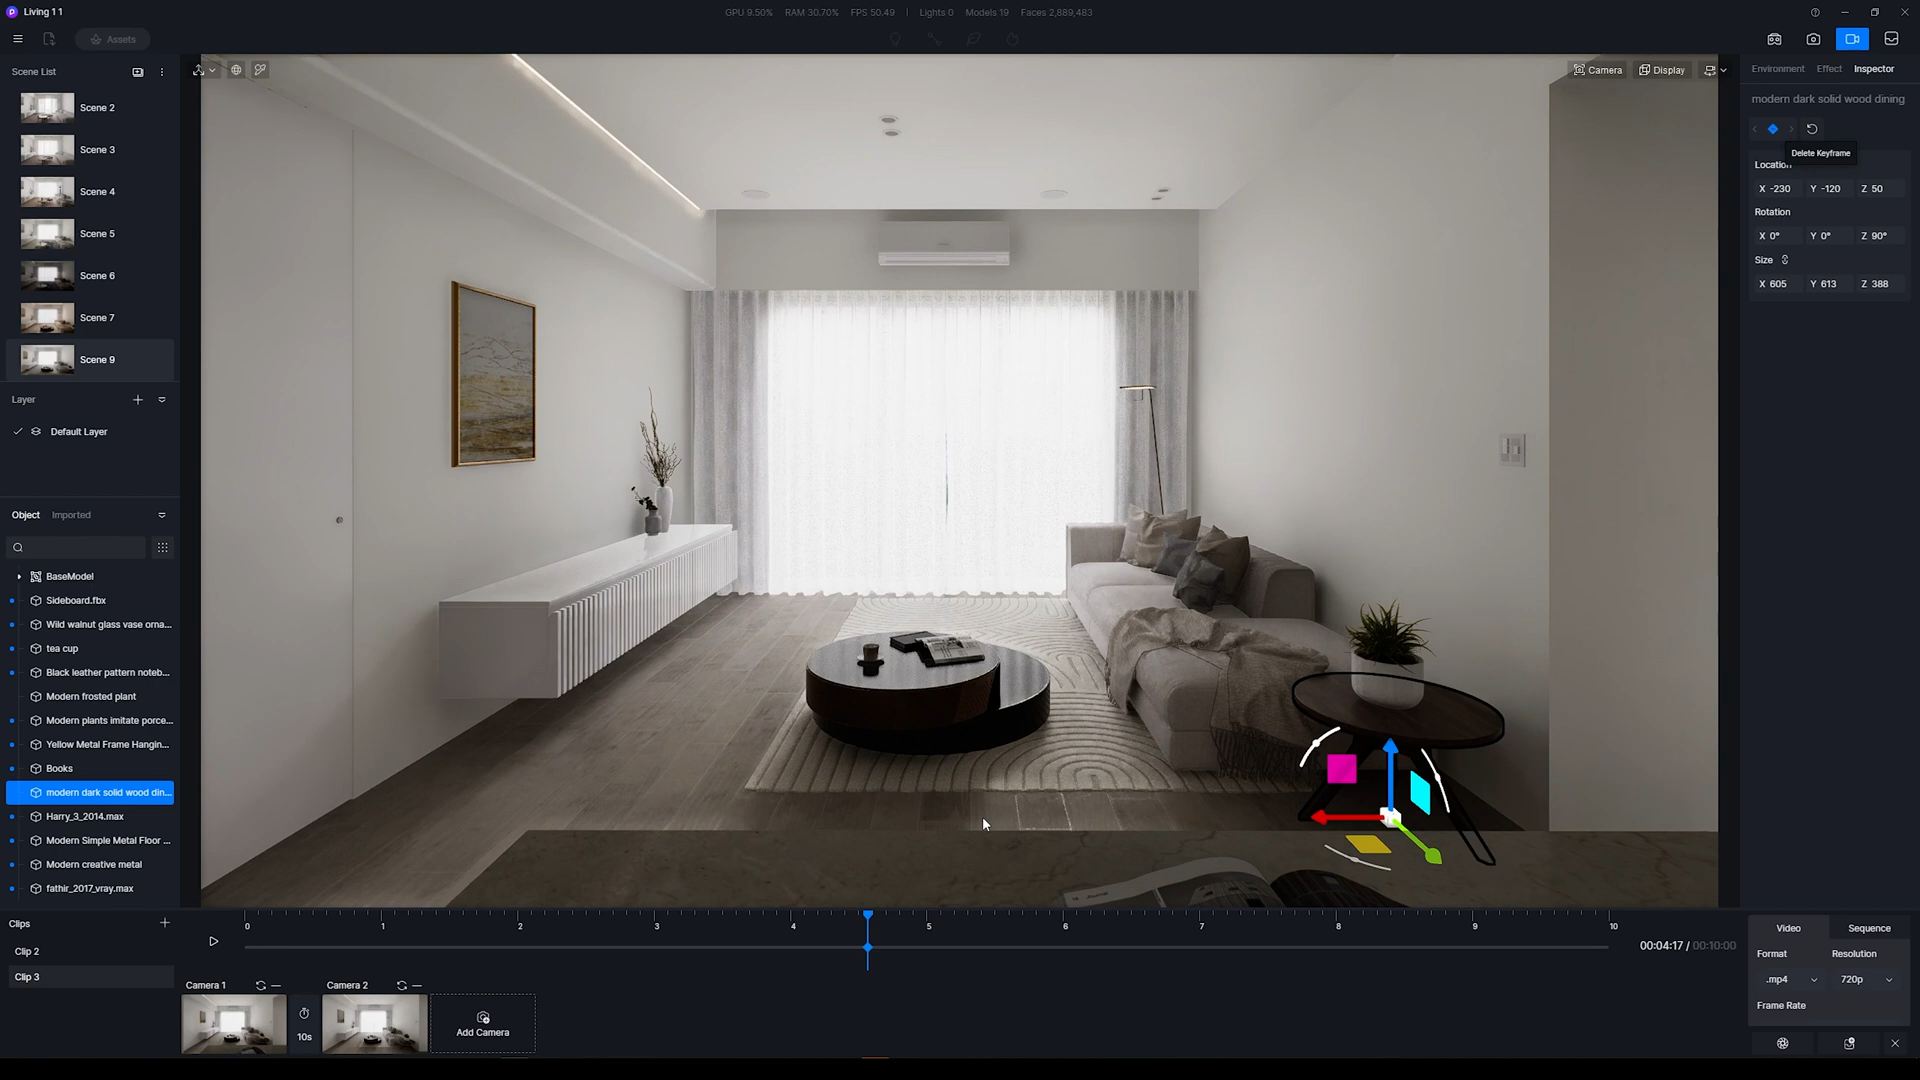 Living 1 1
GPU 9.50% RAM 30.70% FPS 50.49 | Lights 0 Models 19 Faces 2,889,483
Assets
Scene List
Camera
Display
Environment Effect Inspector
modern dark solid wood dining
Delete Keyframe
Location
X -230 Y -120 Z 50
Rotation
X 0° Y 0° Z 90°
Size
X 605 Y 613 Z 388
Scene 2
Scene 3
Scene 4
Scene 5
Scene 6
Scene 7
Scene 9
Layer
Default Layer
Object Imported
BaseModel
Sideboard.fbx
Wild walnut glass vase orna...
tea cup
Black leather pattern noteb...
Modern frosted plant
Modern plants imitate porce...
Yellow Metal Frame Hangin...
Books
modern dark solid wood din...
Harry_3_2014.max
Modern Simple Metal Floor ...
Modern creative metal
fathir_2017_vray.max
Clips
Clip 2
Clip 3
0 1 2 3 4 5 6 7 8 9 10
00:04:17 / 00:10:00
Camera 1
10s
Camera 2
Add Camera
Video Sequence
Format Resolution
.mp4 720p
Frame Rate